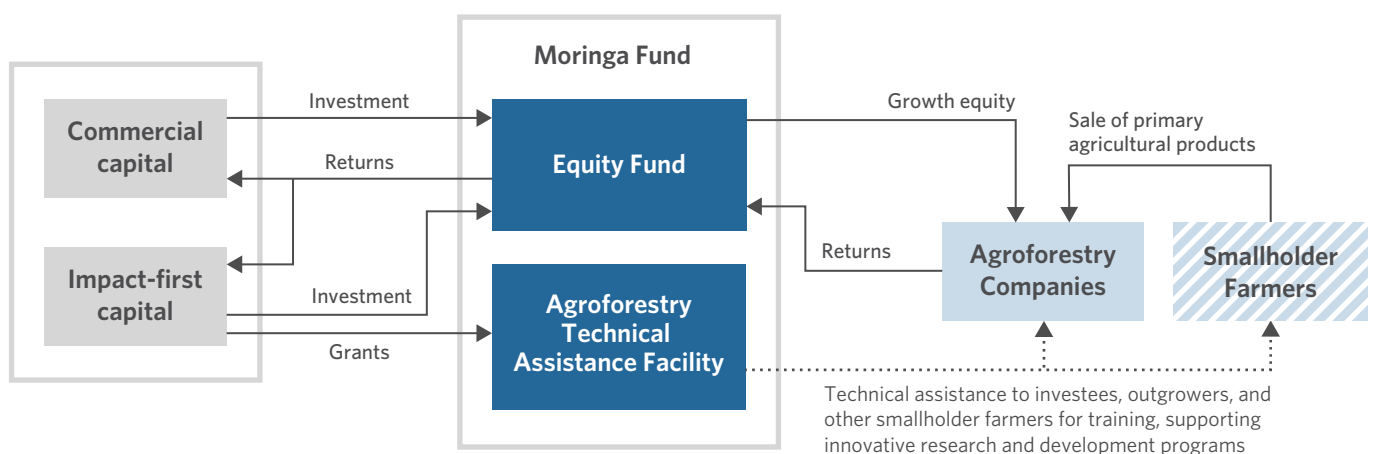 Moringa Fund
Commercial
capital
Impact-first
capital
Investment
Returns
Investment
Grants
Equity Fund
Agroforestry
Technical
Assistance Facility
Growth equity
Returns
Sale of primary
agricultural products
Agroforestry
Companies
Smallholder
Farmers
Technical assistance to investees, outgrowers, and
other smallholder farmers for training, supporting
innovative research and development programs